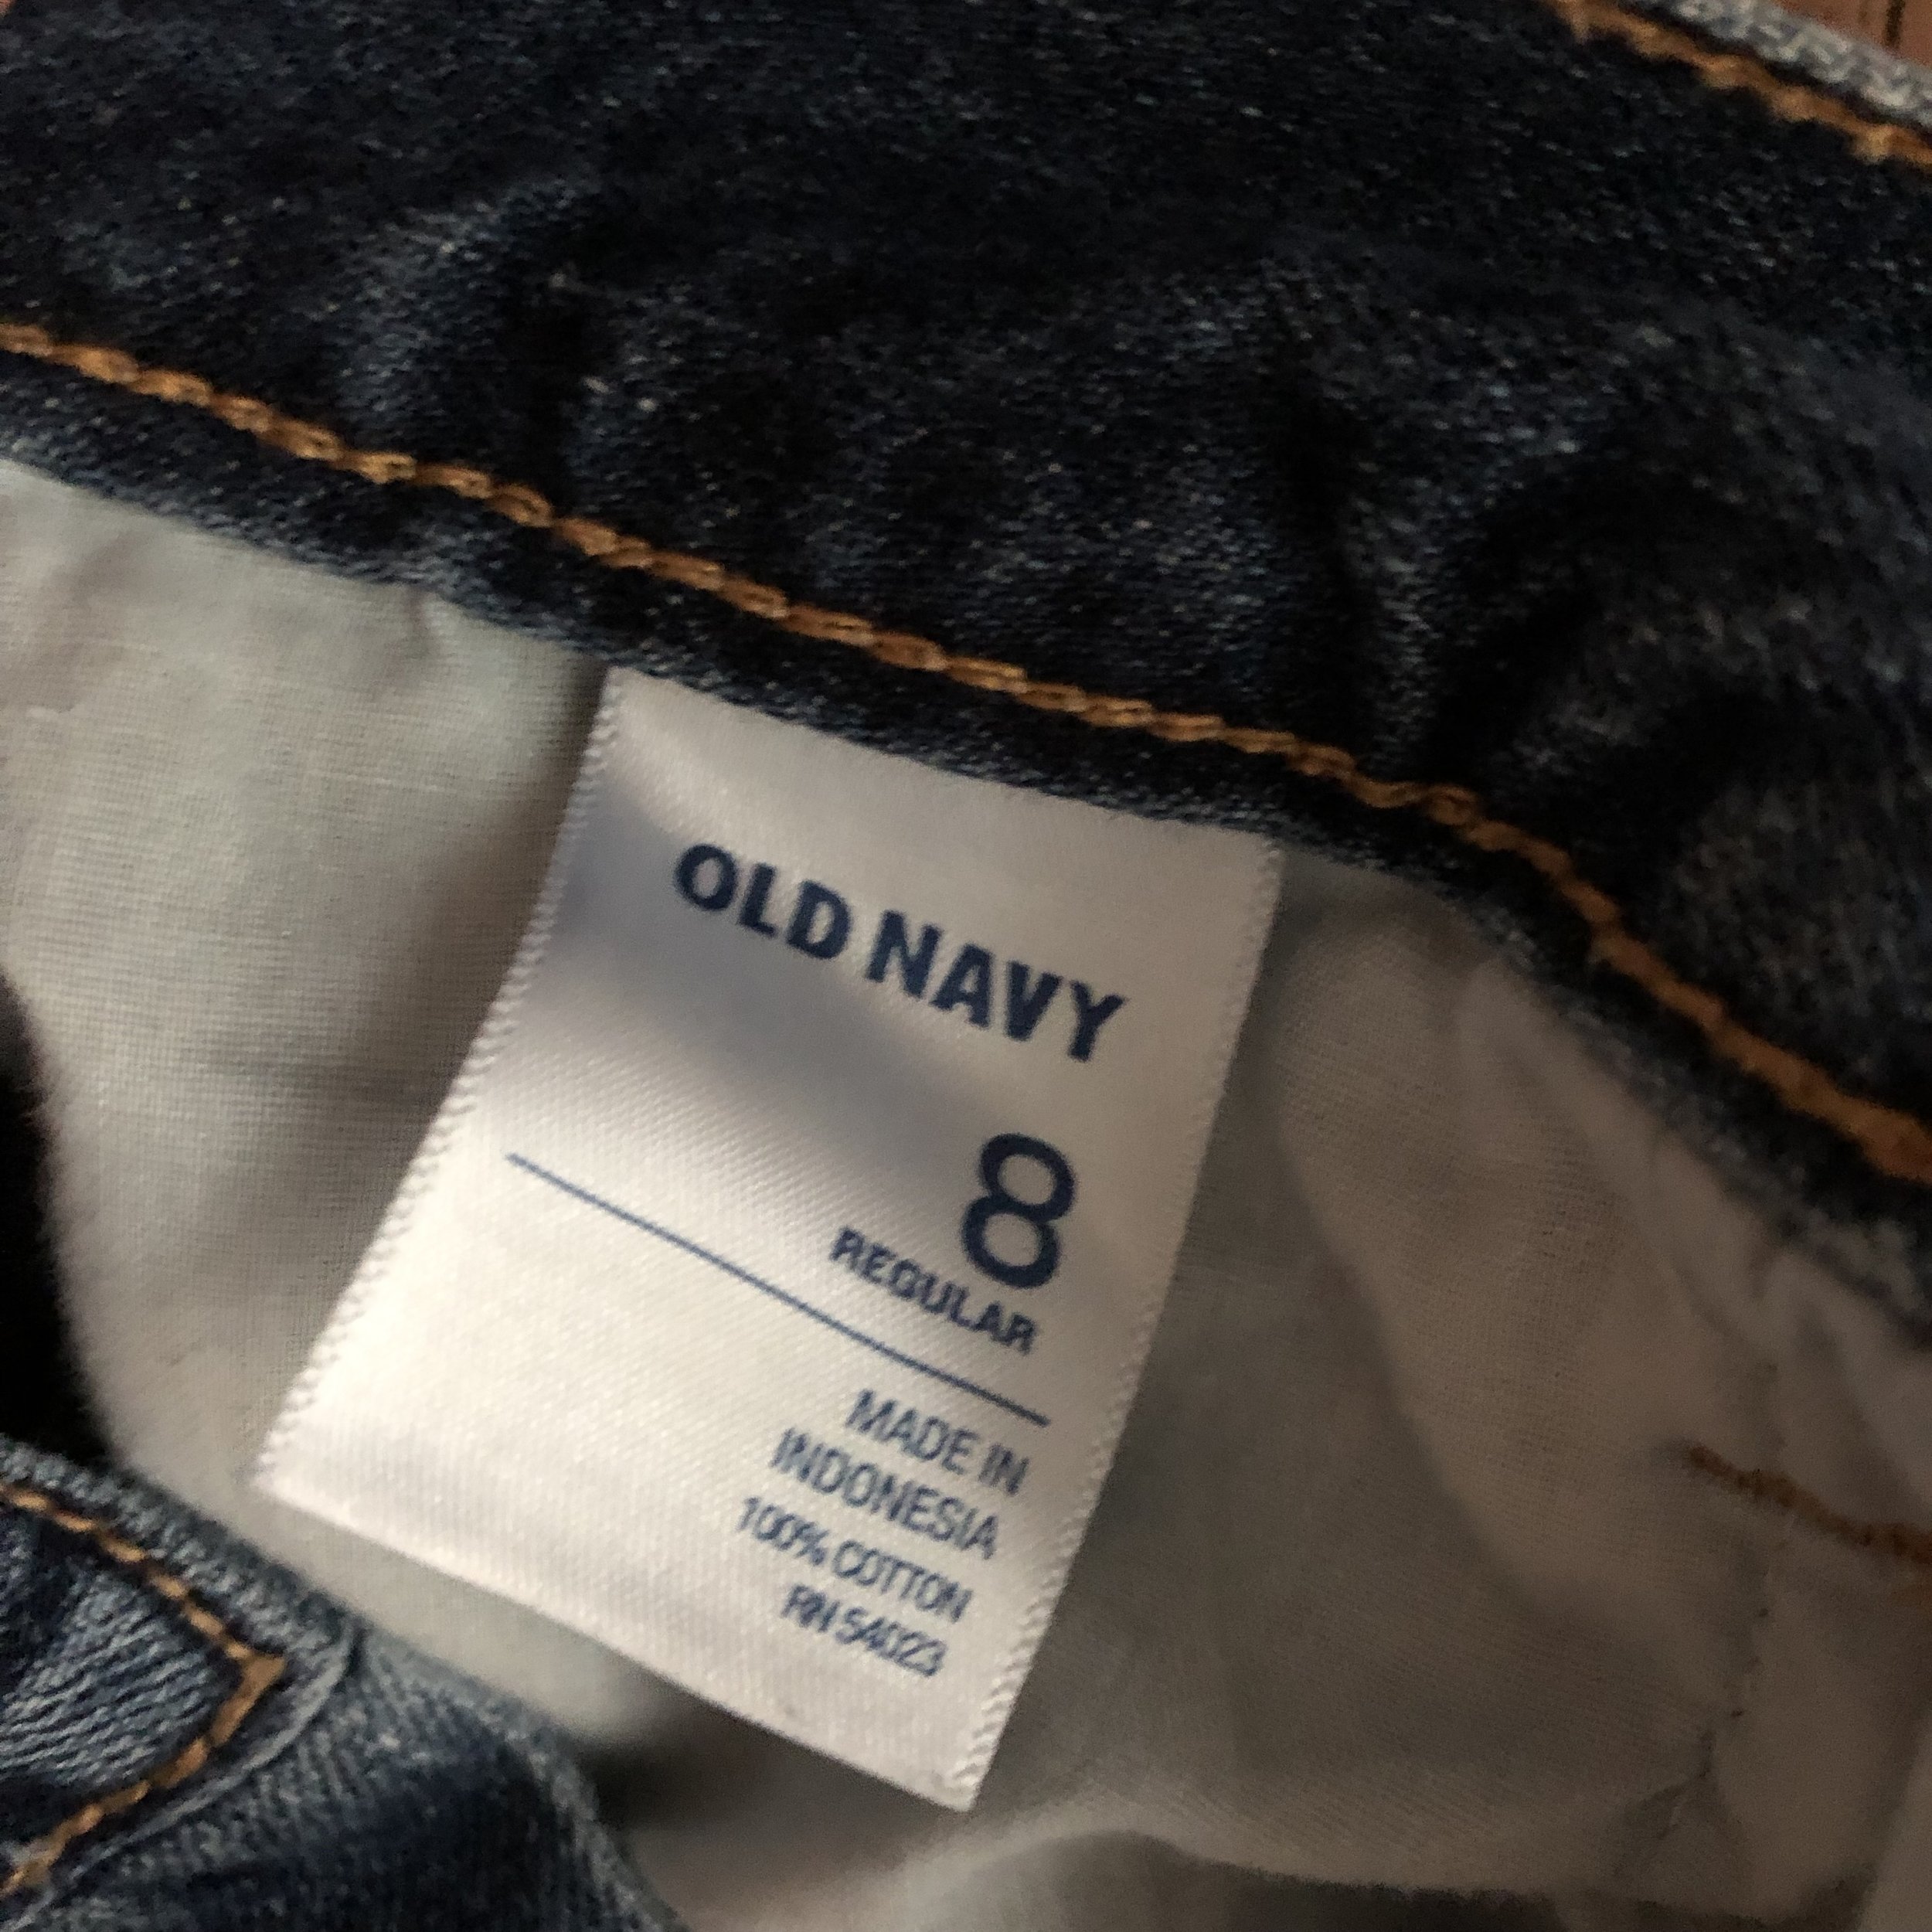 OLD NAVY
8
REGULAR
MADE IN
INDONESIA
100% COTTON
RN 54023